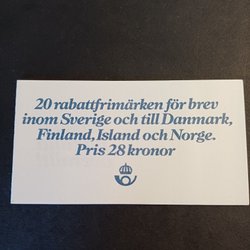 20 rabattfrimärken för brev
inom Sverige och till Danmark,
Finland, Island och Norge.
Pris 28 kronor